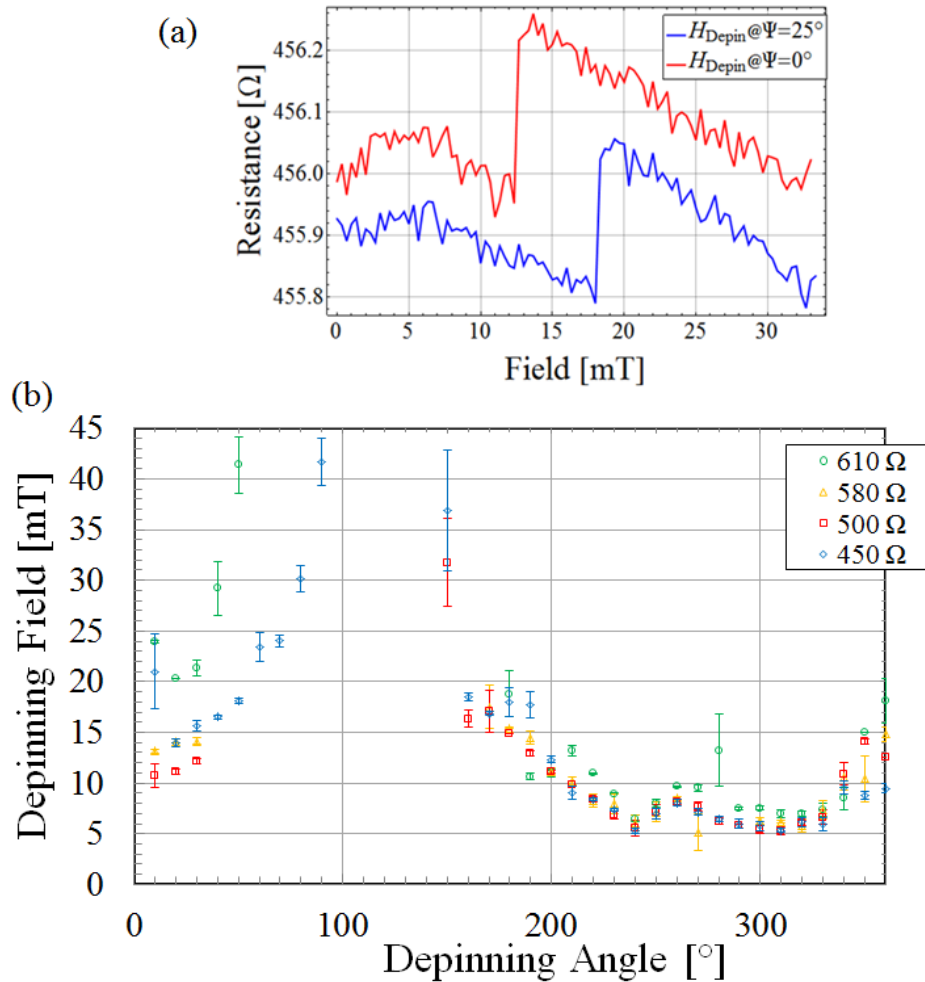 (a)
Resistance [Ω]
456.2
456.1
456.0
455.9
455.8
H_Depin@Ψ=25°
H_Depin@Ψ=0°
0 5 10 15 20 25 30
Field [mT]
(b)
Depinning Field [mT]
45
40
35
30
25
20
15
10
5
0
610 Ω
580 Ω
500 Ω
450 Ω
0 100 200 300
Depinning Angle [°]